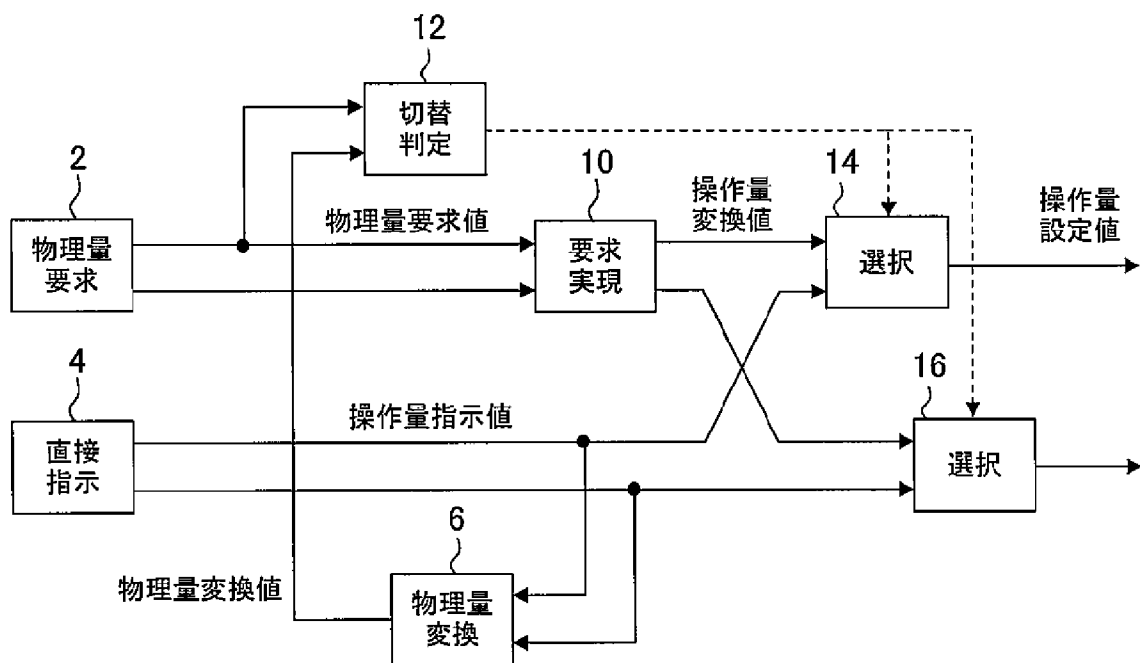 12
切替
判定
2
物理量
要求
物理量要求値
10
要求
実現
操作量
変換値
14
選択
操作量
設定値
4
直接
指示
操作量指示値
16
選択
6
物理量
変換
物理量変換値